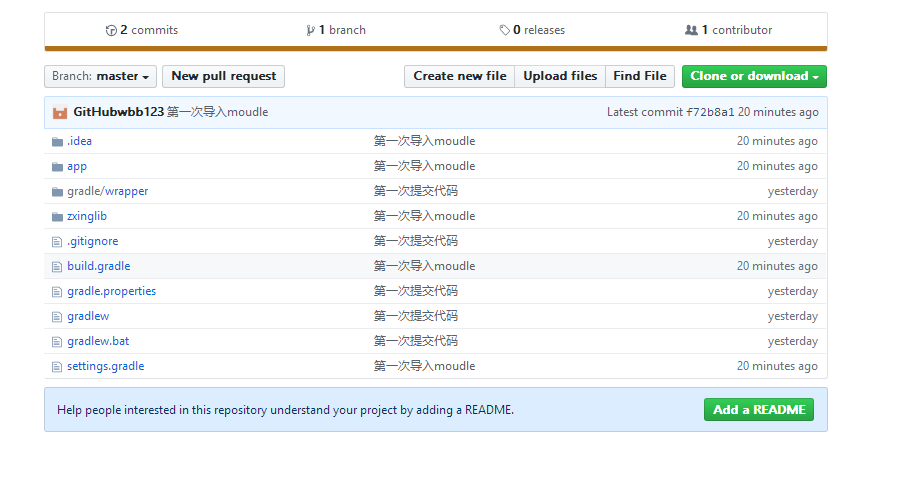 2 commits 1 branch 0 releases 1 contributor
Branch: master New pull request Create new file Upload files Find File Clone or download
GitHubwbb123 第一次导入moudle Latest commit f72b8a1 20 minutes ago
.idea 第一次导入moudle 20 minutes ago
app 第一次导入moudle 20 minutes ago
gradle/wrapper 第一次提交代码 yesterday
zxinglib 第一次导入moudle 20 minutes ago
.gitignore 第一次提交代码 yesterday
build.gradle 第一次导入moudle 20 minutes ago
gradle.properties 第一次提交代码 yesterday
gradlew 第一次提交代码 yesterday
gradlew.bat 第一次提交代码 yesterday
settings.gradle 第一次导入moudle 20 minutes ago
Help people interested in this repository understand your project by adding a README. Add a README